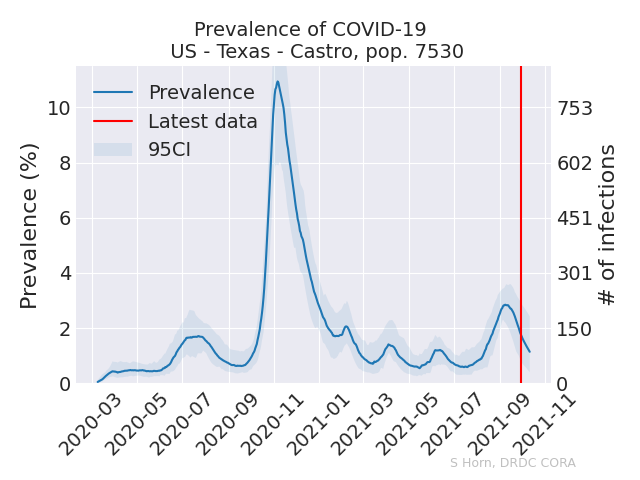 Prevalence of COVID-19
US - Texas - Castro, pop. 7530
Prevalence
Latest data
95CI
Prevalence (%)
10
8
6
4
2
0
753
602
451
301
150
0
# of infections
2020-03
2020-05
2020-07
2020-09
2020-11
2021-01
2021-03
2021-05
2021-07
2021-09
2021-11
S Horn, DRDC CORA